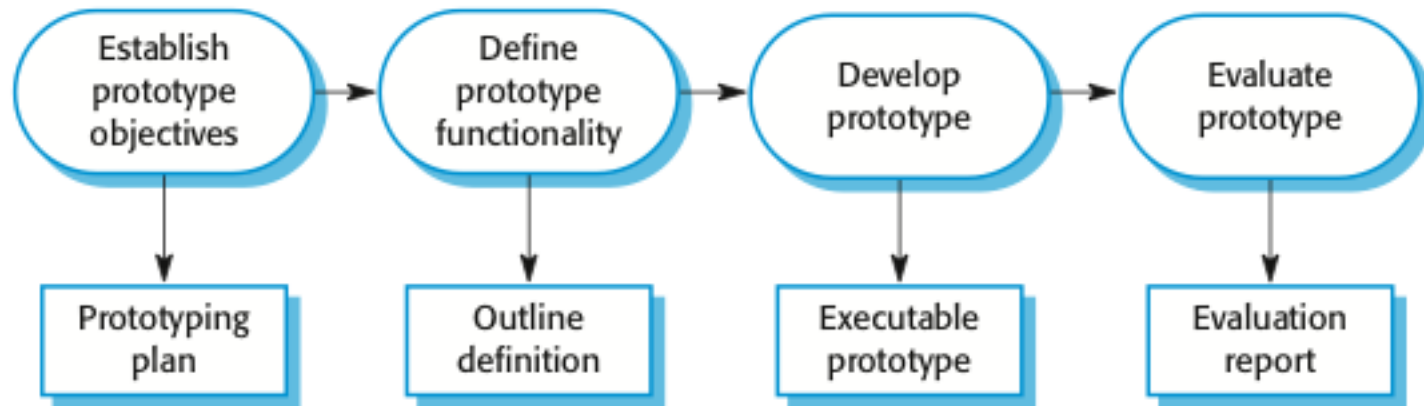 Establish
prototype
objectives
Define
prototype
functionality
Develop
prototype
Evaluate
prototype
Prototyping
plan
Outline
definition
Executable
prototype
Evaluation
report